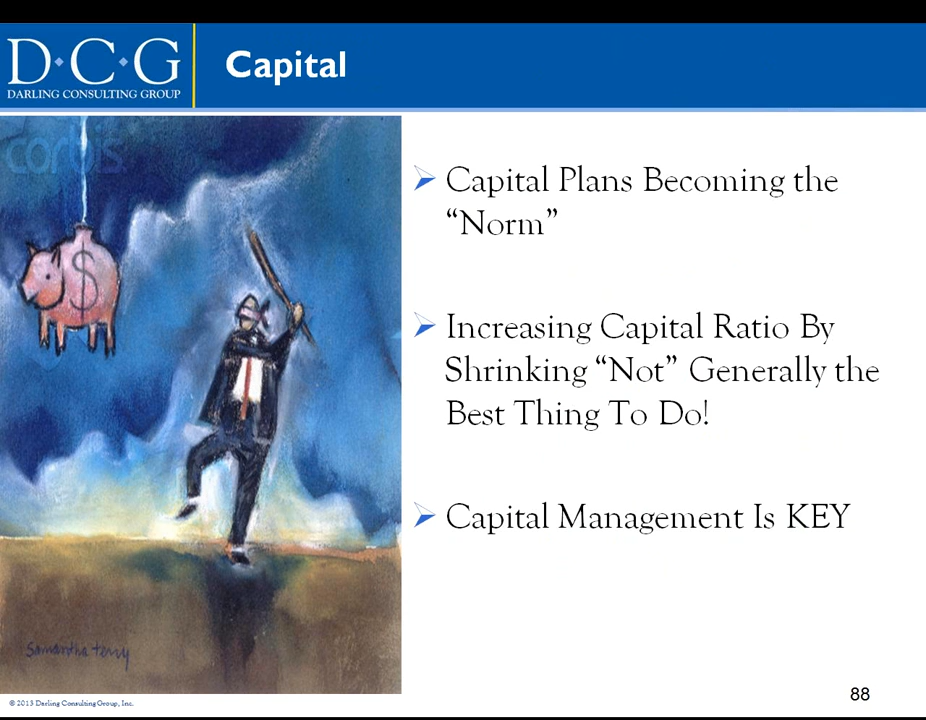 D·C·G
DARLING CONSULTING GROUP
Capital
corbis
$
Capital Plans Becoming the
“Norm”
Increasing Capital Ratio By
Shrinking “Not” Generally the
Best Thing To Do!
Capital Management Is KEY
Samantha terry
© 2013 Darling Consulting Group, Inc.
88